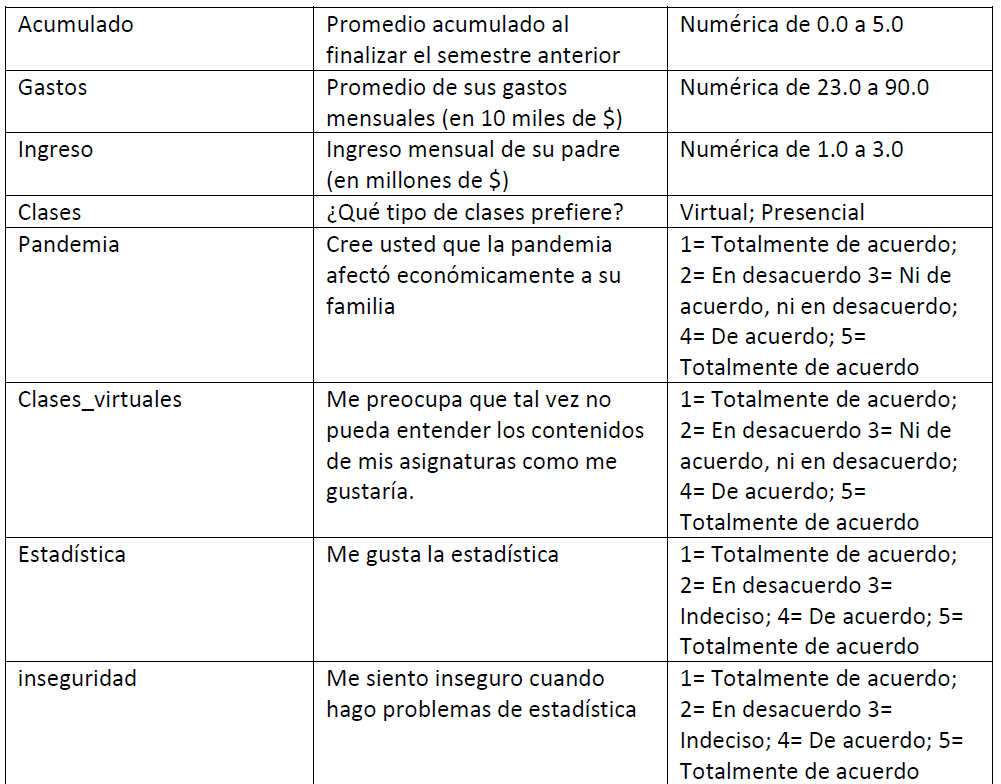 Acumulado
Promedio acumulado al
finalizar el semestre anterior
Numérica de 0.0 a 5.0
Gastos
Promedio de sus gastos
mensuales (en 10 miles de $)
Numérica de 23.0 a 90.0
Ingreso
Ingreso mensual de su padre
(en millones de $)
Numérica de 1.0 a 3.0
Clases
¿Qué tipo de clases prefiere?
Virtual; Presencial
Pandemia
Cree usted que la pandemia
afectó económicamente a su
familia
1= Totalmente de acuerdo;
2= En desacuerdo 3= Ni de
acuerdo, ni en desacuerdo;
4= De acuerdo; 5=
Totalmente de acuerdo
Clases_virtuales
Me preocupa que tal vez no
pueda entender los contenidos
de mis asignaturas como me
gustaría.
1= Totalmente de acuerdo;
2= En desacuerdo 3= Ni de
acuerdo, ni en desacuerdo;
4= De acuerdo; 5=
Totalmente de acuerdo
Estadística
Me gusta la estadística
1= Totalmente de acuerdo;
2= En desacuerdo 3=
Indeciso; 4= De acuerdo; 5=
Totalmente de acuerdo
inseguridad
Me siento inseguro cuando
hago problemas de estadística
1= Totalmente de acuerdo;
2= En desacuerdo 3=
Indeciso; 4= De acuerdo; 5=
Totalmente de acuerdo